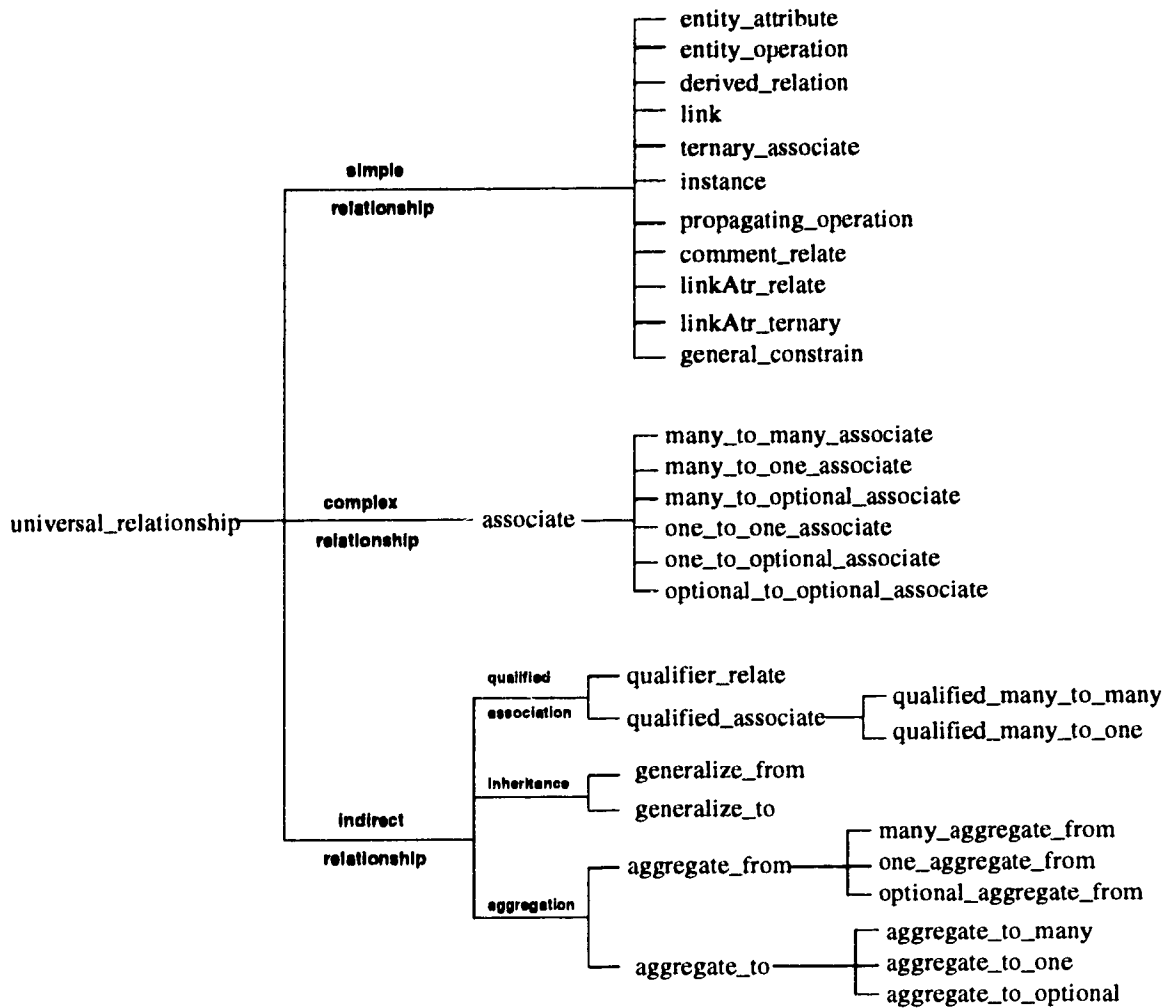 entity_attribute
entity_operation
derived_relation
link
ternary_associate
simple
instance
relationship
propagating_operation
comment_relate
linkAtr_relate
linkAtr_ternary
general_constrain
many_to_many_associate
many_to_one_associate
complex
many_to_optional_associate
universal_relationship
associate
one_to_one_associate
relationship
one_to_optional_associate
optional_to_optional_associate
qualified
qualifier_relate
association
qualified_associate
qualified_many_to_many
qualified_many_to_one
inheritance
generalize_from
generalize_to
indirect
relationship
aggregation
aggregate_from
many_aggregate_from
one_aggregate_from
optional_aggregate_from
aggregate_to
aggregate_to_many
aggregate_to_one
aggregate_to_optional